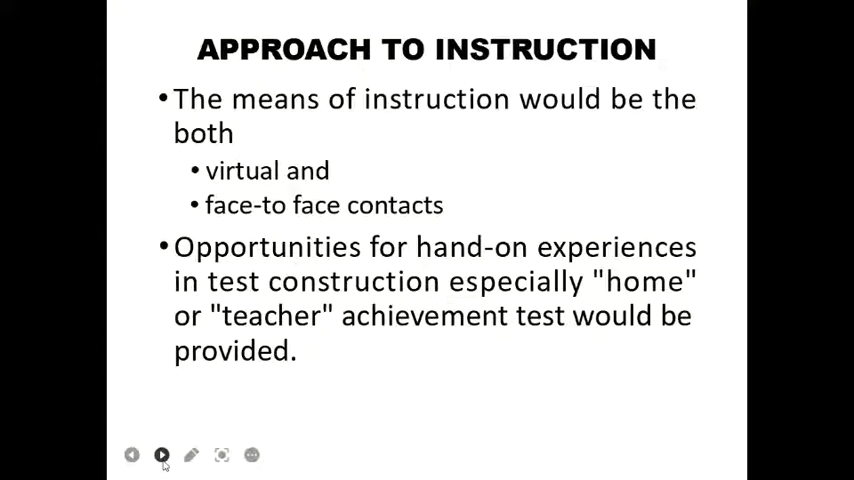 APPROACH TO INSTRUCTION
•The means of instruction would be the
both
• virtual and
• face-to face contacts
•Opportunities for hand-on experiences
in test construction especially "home"
or "teacher" achievement test would be
provided.